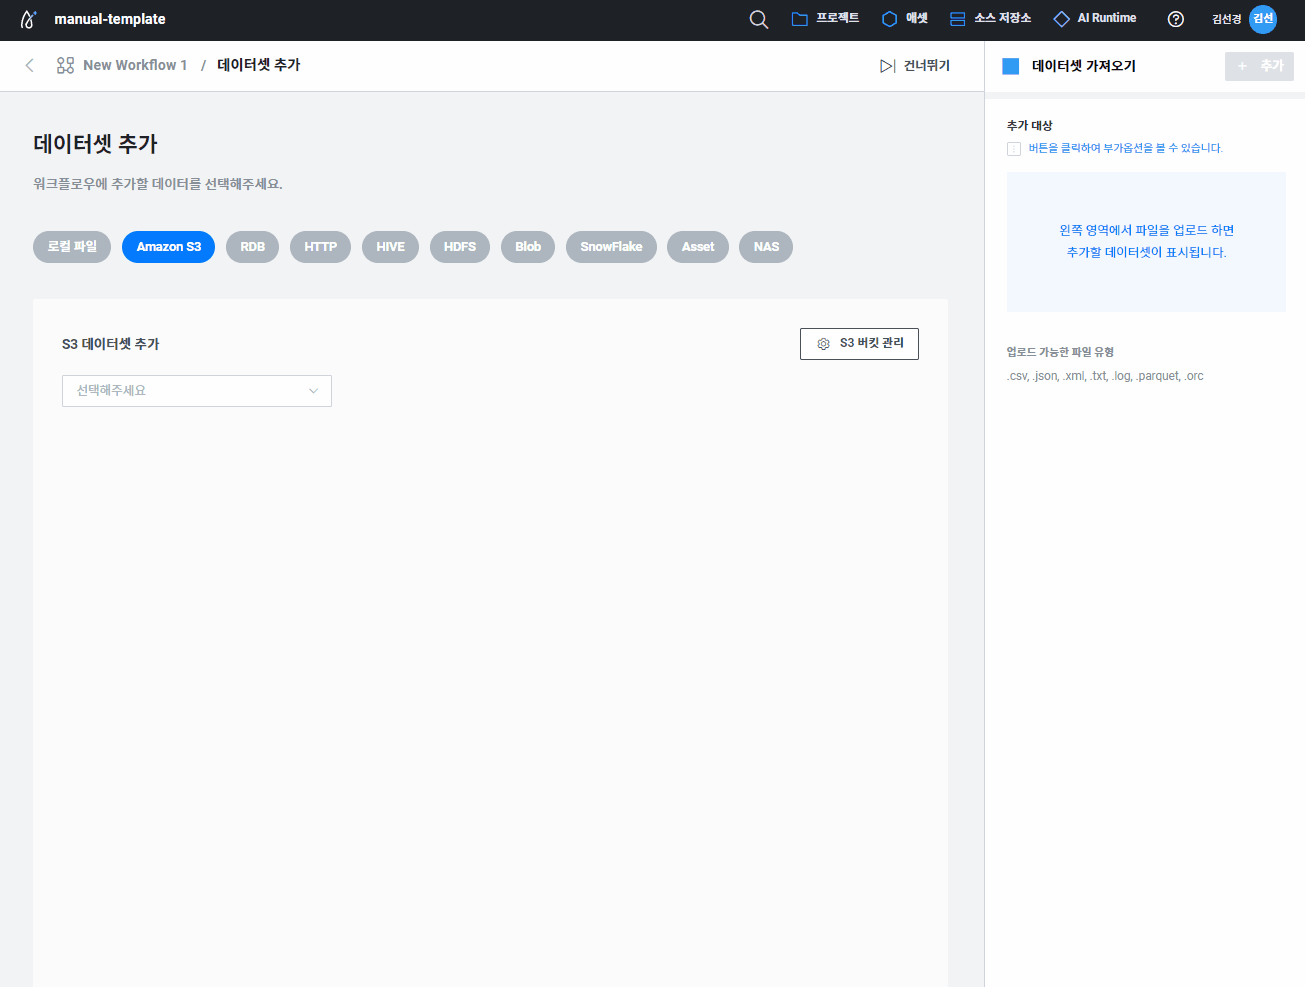 manual-template
프로젝트
애셋
소스 저장소
AI Runtime
김선경
김선
New Workflow 1 / 데이터셋 추가
건너뛰기
데이터셋 가져오기
+ 추가
데이터셋 추가
워크플로우에 추가할 데이터를 선택해주세요.
로컬 파일
Amazon S3
RDB
HTTP
HIVE
HDFS
Blob
SnowFlake
Asset
NAS
S3 데이터셋 추가
S3 버킷 관리
선택해주세요
추가 대상
버튼을 클릭하여 부가옵션을 볼 수 있습니다.
왼쪽 영역에서 파일을 업로드 하면
추가할 데이터셋이 표시됩니다.
업로드 가능한 파일 유형
.csv, .json, .xml, .txt, .log, .parquet, .orc